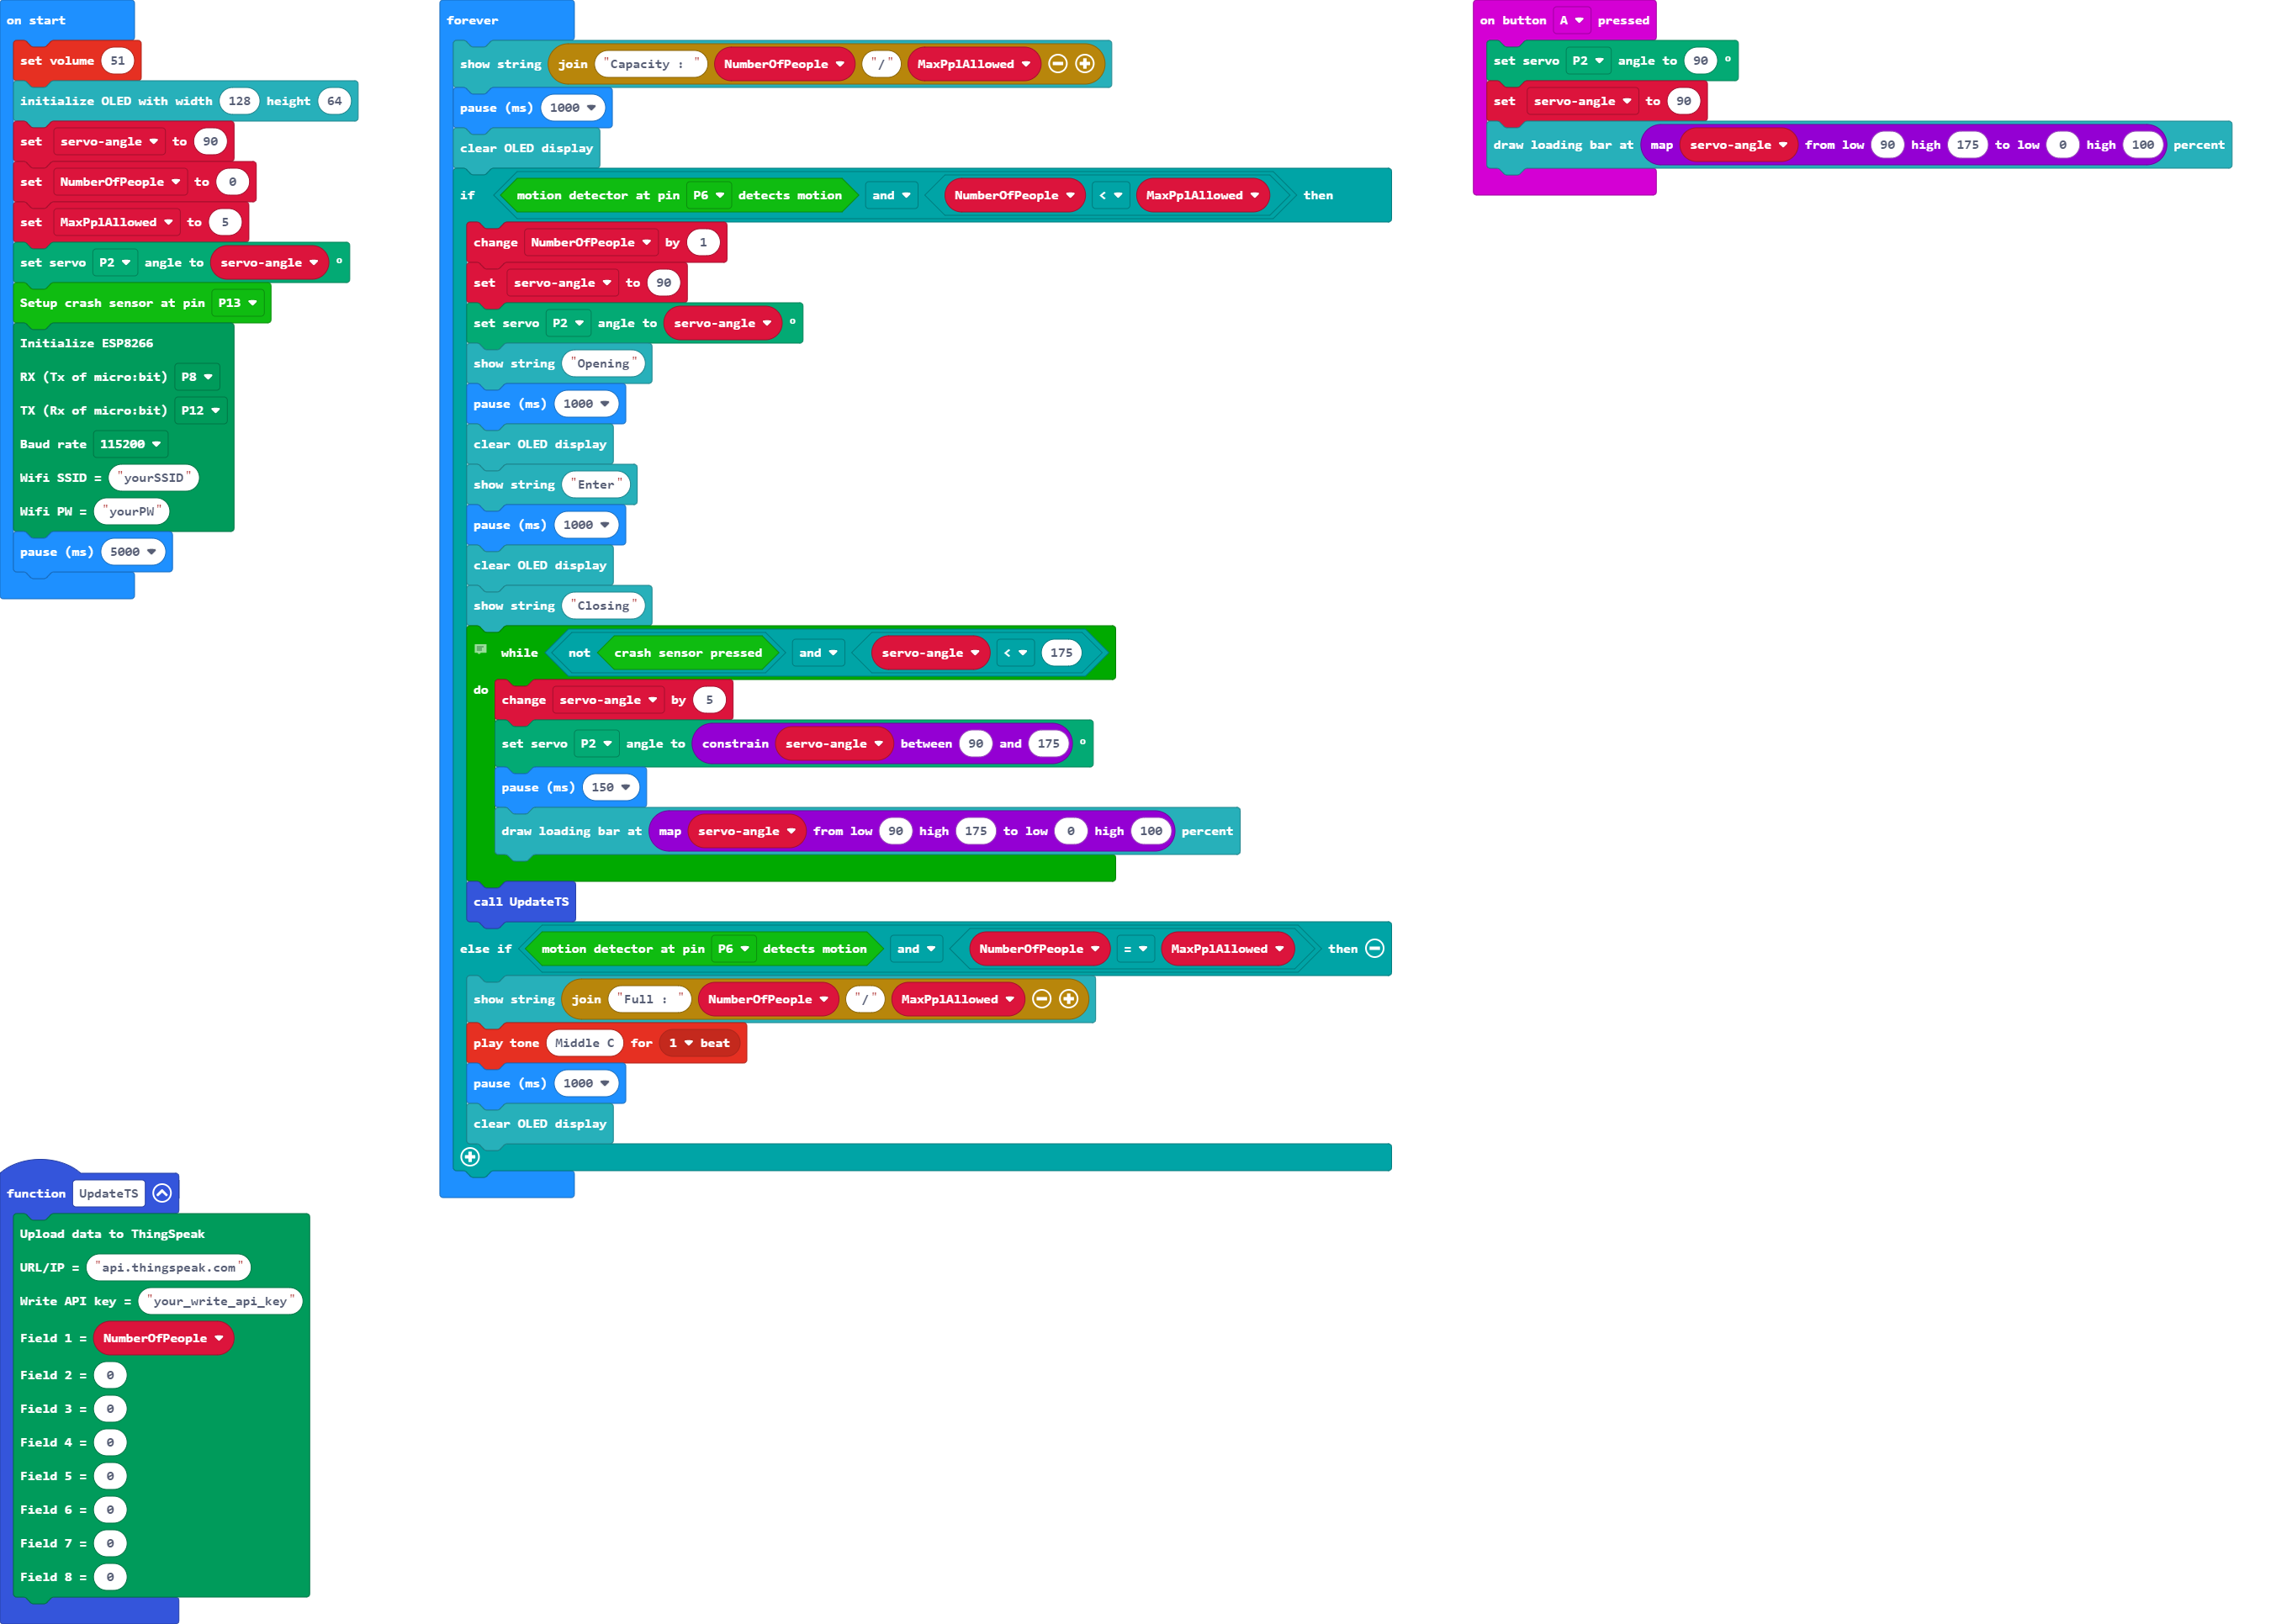 on start
set volume 51
initialize OLED with width 128 height 64
set servo-angle to 90
set NumberOfPeople to 0
set MaxPplAllowed to 5
set servo P2 angle to servo-angle °
Setup crash sensor at pin P13
Initialize ESP8266
RX (Tx of micro:bit) P8
TX (Rx of micro:bit) P12
Baud rate 115200
Wifi SSID = "yourSSID"
Wifi PW = "yourPW"
pause (ms) 5000
forever
show string join "Capacity : " NumberOfPeople "/" MaxPplAllowed
pause (ms) 1000
clear OLED display
if motion detector at pin P6 detects motion and NumberOfPeople < MaxPplAllowed then
change NumberOfPeople by 1
set servo-angle to 90
set servo P2 angle to servo-angle °
show string "Opening"
pause (ms) 1000
clear OLED display
show string "Enter"
pause (ms) 1000
clear OLED display
show string "Closing"
while not crash sensor pressed and servo-angle < 175
do
change servo-angle by 5
set servo P2 angle to constrain servo-angle between 90 and 175 °
pause (ms) 150
draw loading bar at map servo-angle from low 90 high 175 to low 0 high 100 percent
call UpdateTS
else if motion detector at pin P6 detects motion and NumberOfPeople = MaxPplAllowed then
show string join "Full : " NumberOfPeople "/" MaxPplAllowed
play tone Middle C for 1 beat
pause (ms) 1000
clear OLED display
on button A pressed
set servo P2 angle to 90 °
set servo-angle to 90
draw loading bar at map servo-angle from low 90 high 175 to low 0 high 100 percent
function UpdateTS
Upload data to ThingSpeak
URL/IP = "api.thingspeak.com"
Write API key = "your_write_api_key"
Field 1 = NumberOfPeople
Field 2 = 0
Field 3 = 0
Field 4 = 0
Field 5 = 0
Field 6 = 0
Field 7 = 0
Field 8 = 0